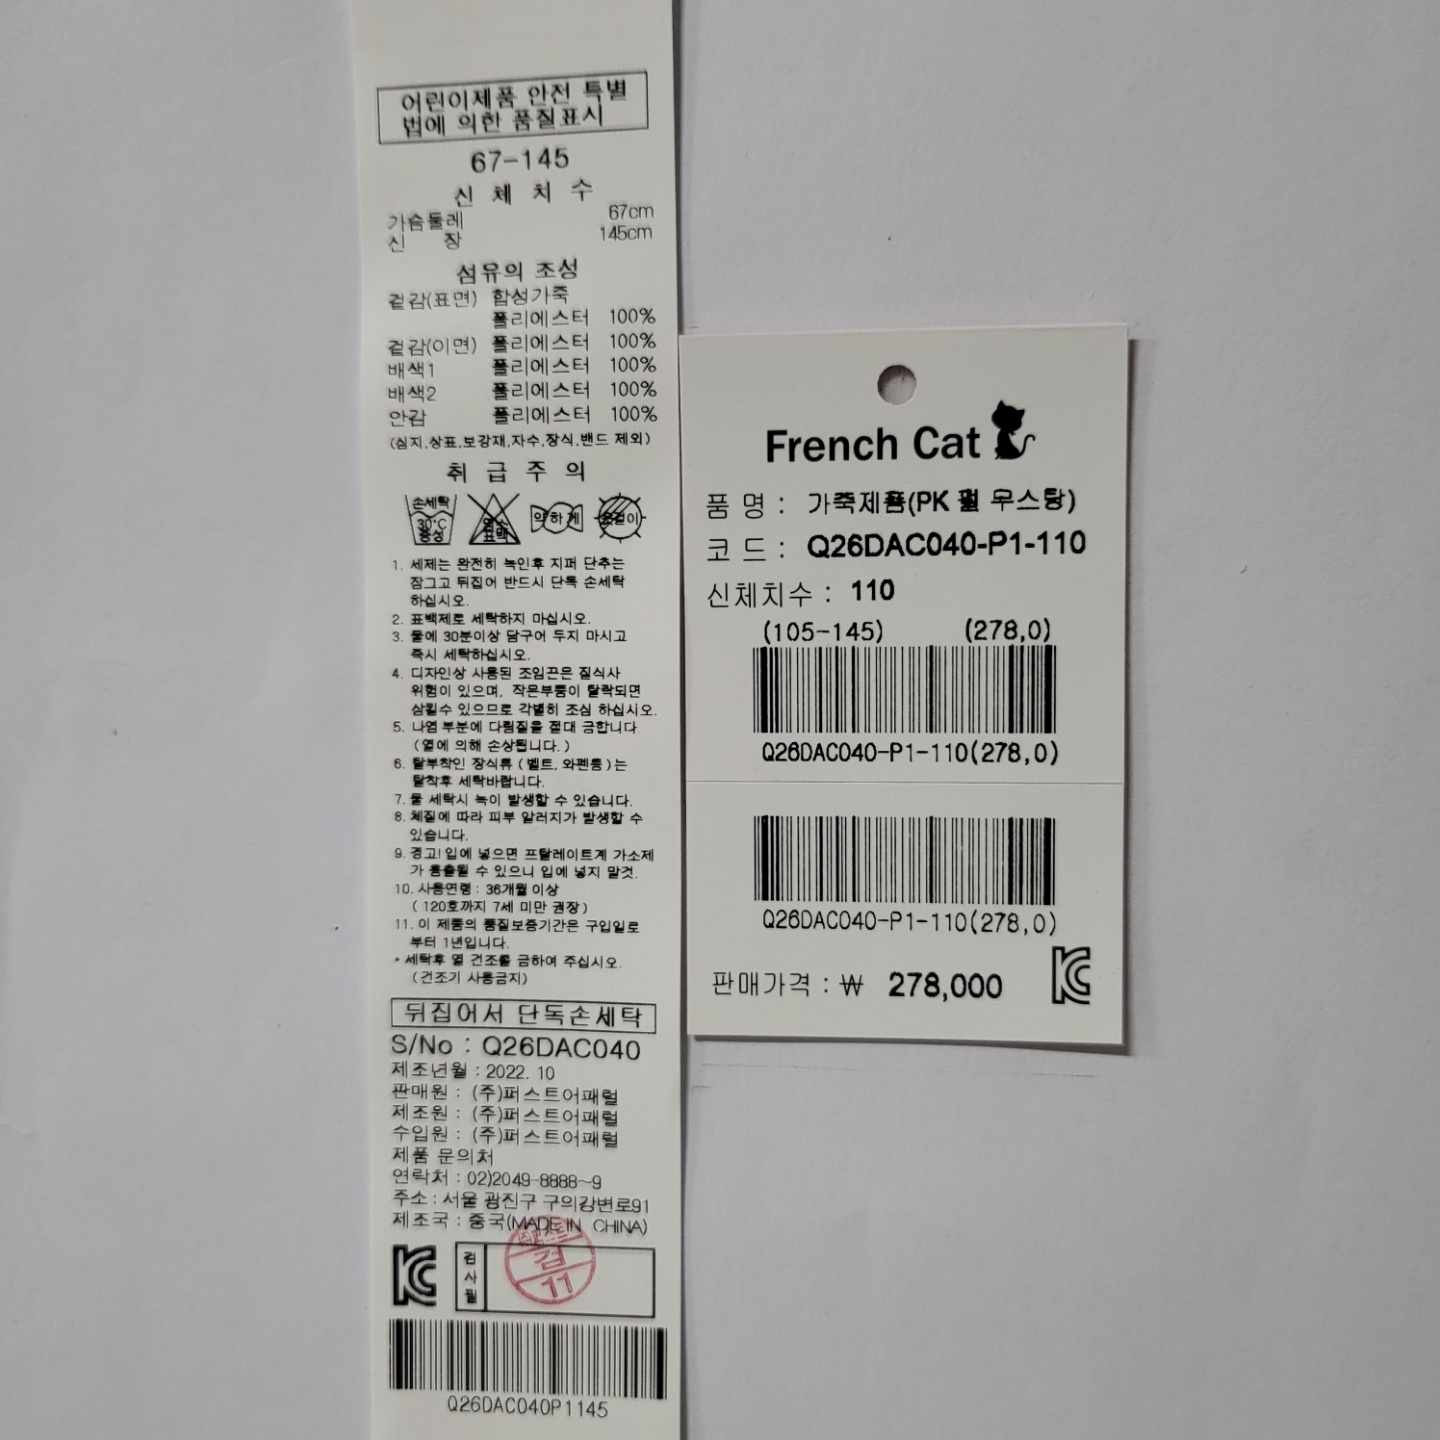 어린이제품 안전 특별
법에 의한 품질표시
67-145
신 체 치 수
가슴둘레 67cm
신 장 145cm
섬유의 조성
겉감(표면) 합성가죽
폴리에스터 100%
겉감(이면) 폴리에스터 100%
배색1 폴리에스터 100%
배색2 폴리에스터 100%
안감 폴리에스터 100%
(심지,상표,보강재,자수,장식,밴드 제외)
취 급 주 의
손세탁
30°C
중성
염소
표백
약하게
옷걸이
1. 세제는 완전히 녹인후 지퍼 단추는
잠그고 뒤집어 반드시 단독 손세탁
하십시오.
2. 표백제로 세탁하지 마십시오.
3. 물에 30분이상 담구어 두지 마시고
즉시 세탁하십시오.
4. 디자인상 사용된 조임끈은 질식사
위험이 있으며, 작은부품이 탈락되면
삼킬수 있으므로 각별히 조심 하십시오.
5. 나염 부분에 다림질을 절대 금합니다
(열에 의해 손상됩니다.)
6. 탈부착인 장식류 (벨트, 와펜등)는
탈착후 세탁바랍니다.
7. 물 세탁시 녹이 발생할 수 있습니다.
8. 체질에 따라 피부 알러지가 발생할 수
있습니다.
9. 경고! 입에 넣으면 프탈레이트계 가소제
가 용출될 수 있으니 입에 넣지 말것.
10. 사용연령 : 36개월 이상
( 120호까지 7세 미만 권장 )
11. 이 제품의 품질보증기간은 구입일로
부터 1년입니다.
* 세탁후 열 건조를 금하여 주십시오.
(건조기 사용금지)
뒤집어서 단독손세탁
S/No : Q26DAC040
제조년월 : 2022. 10
판매원 : (주)퍼스트어패럴
제조원 : (주)퍼스트어패럴
수입원 : (주)퍼스트어패럴
제품 문의처
연락처 : 02)2049-8888~9
주소 : 서울 광진구 구의강변로91
제조국 : 중국(MADE IN CHINA)
검
사
필
검
11
Q26DAC040P1145
French Cat
품 명 : 가죽제품(PK 펄 무스탕)
코 드 : Q26DAC040-P1-110
신체치수 : 110
(105-145) (278,0)
Q26DAC040-P1-110(278,0)
Q26DAC040-P1-110(278,0)
판매가격 : ₩ 278,000